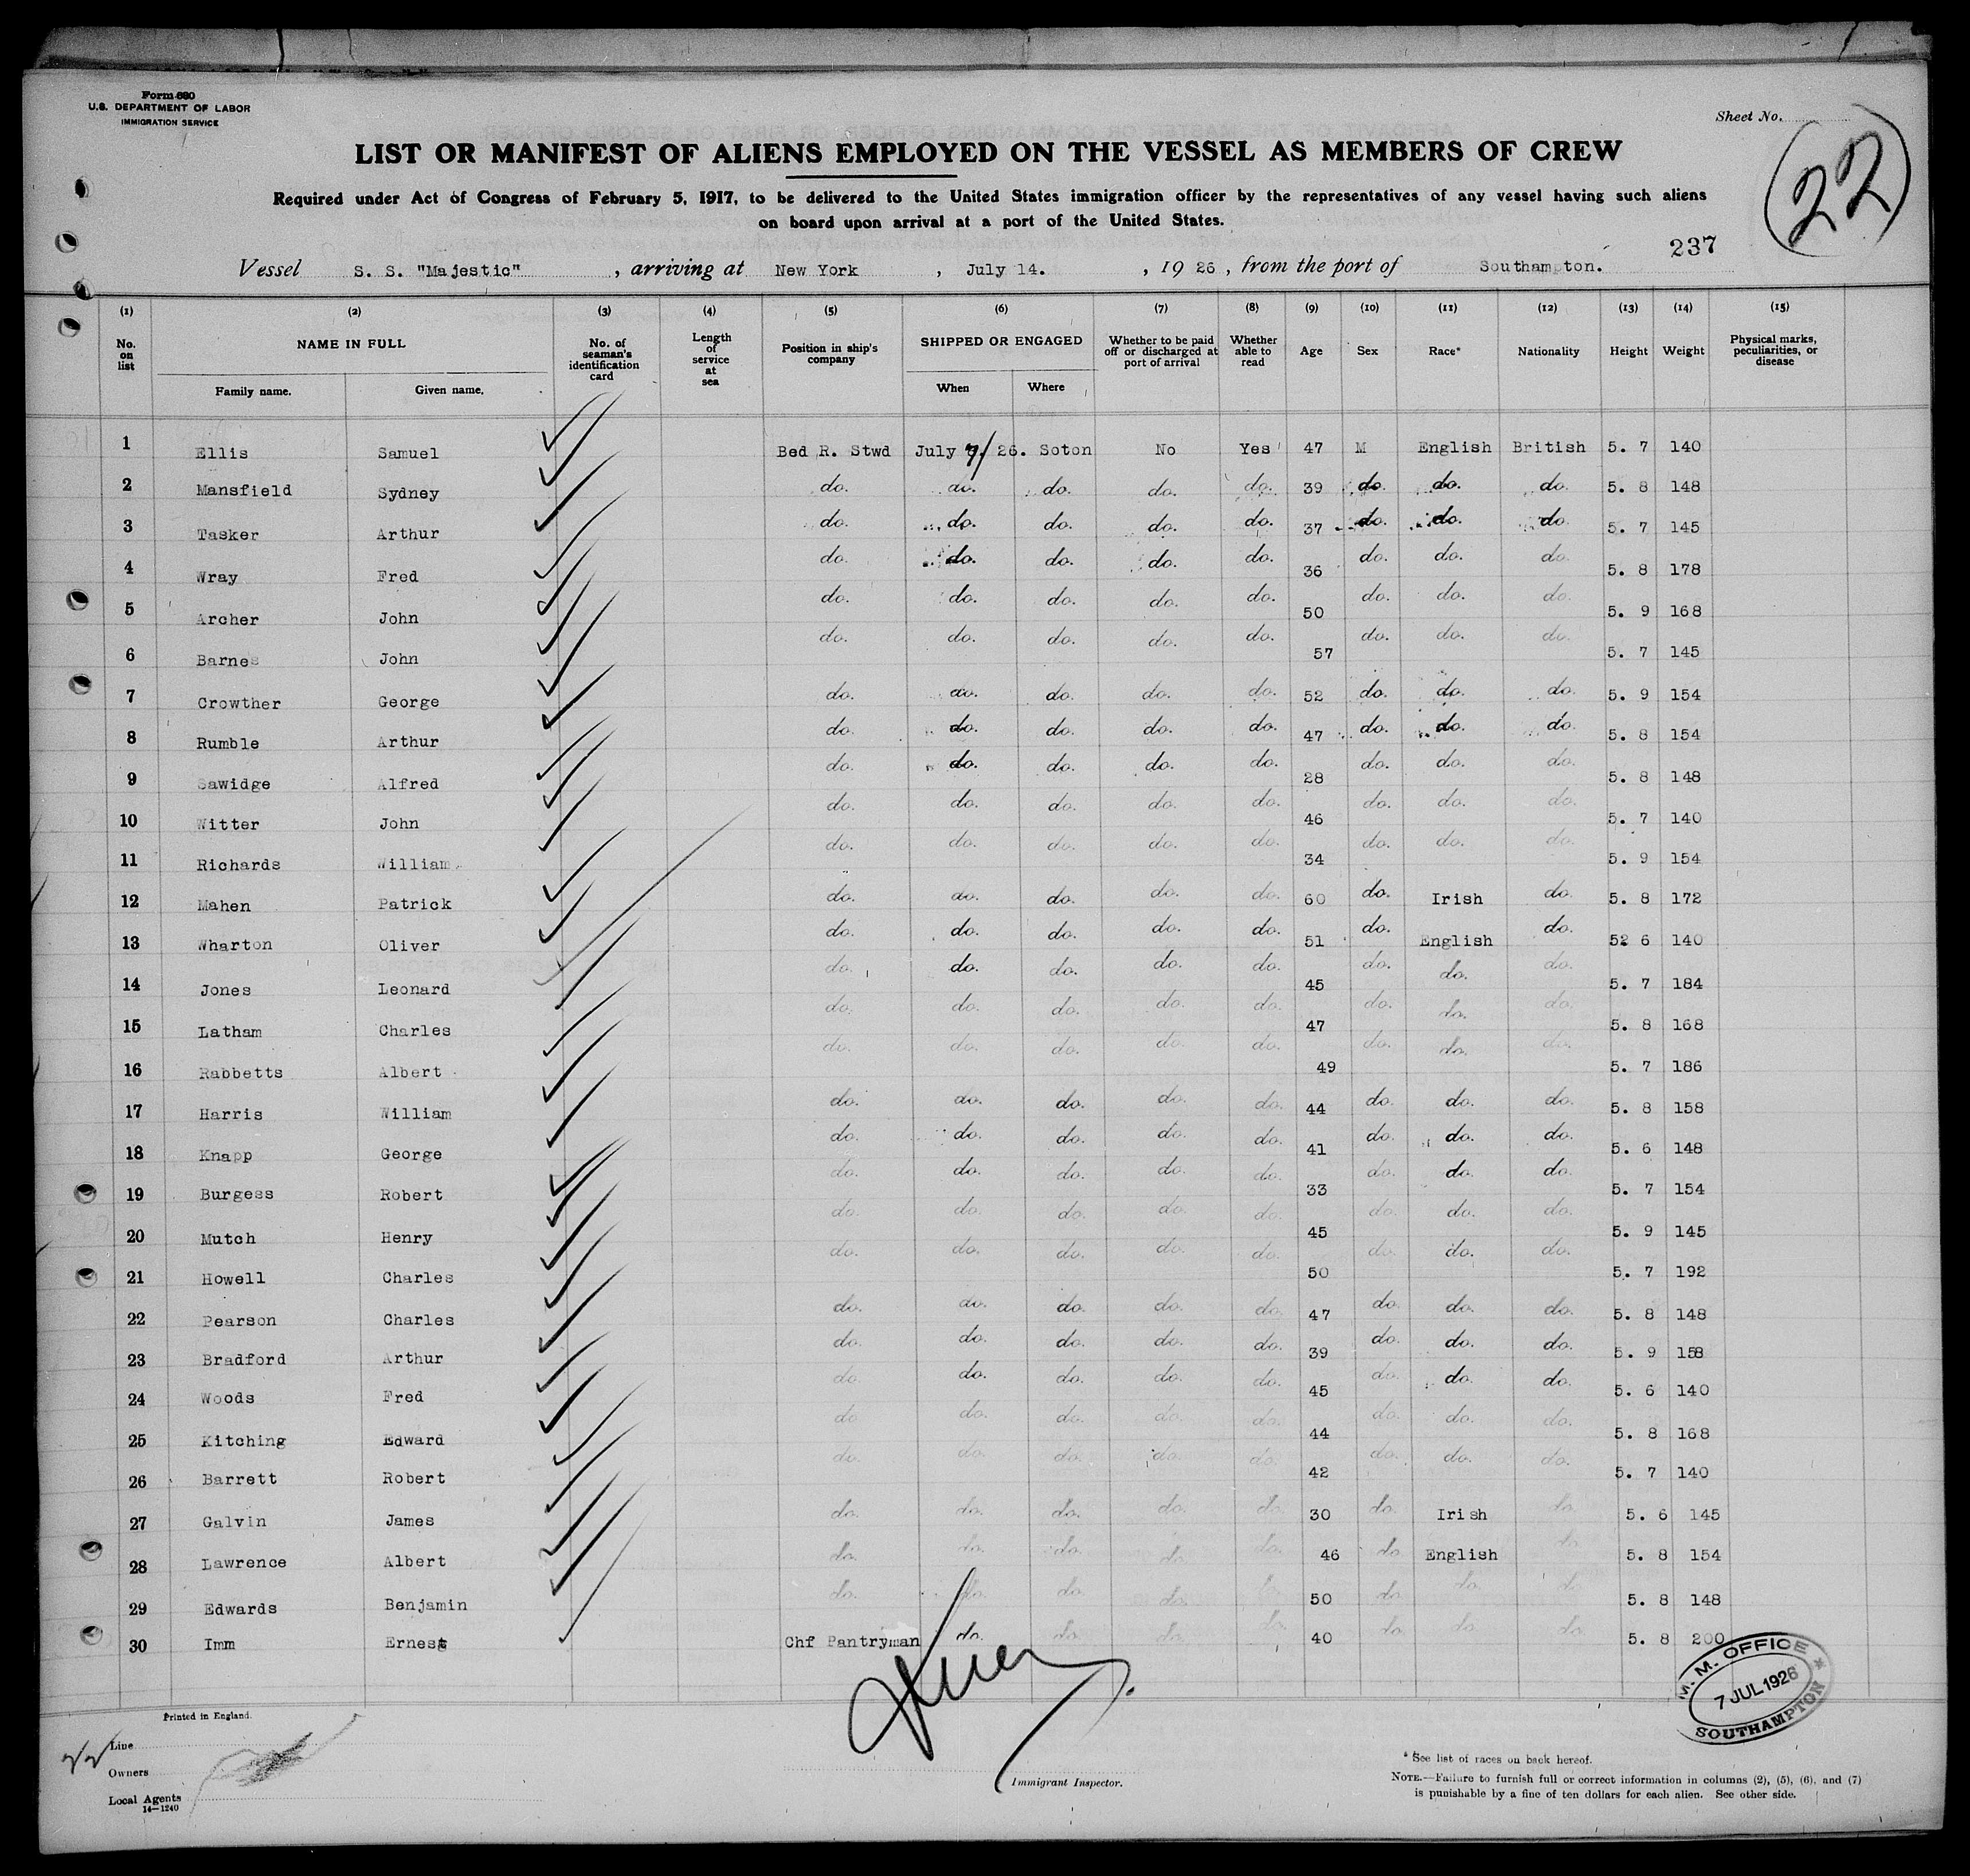 Form 680
U.S. DEPARTMENT OF LABOR
IMMIGRATION SERVICE
Sheet No.
(22)
LIST OR MANIFEST OF ALIENS EMPLOYED ON THE VESSEL AS MEMBERS OF CREW
Required under Act of Congress of February 5, 1917, to be delivered to the United States immigration officer by the representatives of any vessel having such aliens
on board upon arrival at a port of the United States.
237
Vessel S. S. "Majestic" , arriving at New York , July 14. , 19 26 , from the port of Southampton.
(1) (2) (3) (4) (5) (6) (7) (8) (9) (10) (11) (12) (13) (14) (15)
No. on list NAME IN FULL Family name. Given name. No. of seaman's identification card Length of service at sea Position in ship's company SHIPPED OR ENGAGED When Where Whether to be paid off or discharged at port of arrival Whether able to read Age Sex Race* Nationality Height Weight Physical marks, peculiarities, or disease
1 Ellis Samuel Bed R. Stwd July 7/ 26. Soton No Yes 47 M English British 5. 7 140
2 Mansfield Sydney do. do. do. do. do. 39 do. do. do. 5. 8 148
3 Tasker Arthur do. do. do. do. do. 37 do. do. do. 5. 7 145
4 Wray Fred do. do. do. do. do. 36 do. do. do. 5. 8 178
5 Archer John do. do. do. do. do. 50 do. do. do. 5. 9 168
6 Barnes John do. do. do. do. do. 57 do. do. do. 5. 7 145
7 Crowther George do. do. do. do. do. 52 do. do. do. 5. 9 154
8 Rumble Arthur do. do. do. do. do. 47 do. do. do. 5. 8 154
9 Sawidge Alfred do. do. do. do. do. 28 do. do. do. 5. 8 148
10 Witter John do. do. do. do. do. 46 do. do. do. 5. 7 140
11 Richards William do. do. do. do. do. 34 do. do. do. 5. 9 154
12 Mahen Patrick do. do. do. do. do. 60 do. Irish do. 5. 8 172
13 Wharton Oliver do. do. do. do. do. 51 do. English do. 52 6 140
14 Jones Leonard do. do. do. do. do. 45 do. do. do. 5. 7 184
15 Latham Charles do. do. do. do. do. 47 do. do. do. 5. 8 168
16 Rabbetts Albert do. do. do. do. do. 49 do. do. do. 5. 7 186
17 Harris William do. do. do. do. do. 44 do. do. do. 5. 8 158
18 Knapp George do. do. do. do. do. 41 do. do. do. 5. 6 148
19 Burgess Robert do. do. do. do. do. 33 do. do. do. 5. 7 154
20 Mutch Henry do. do. do. do. do. 45 do. do. do. 5. 9 145
21 Howell Charles do. do. do. do. do. 50 do. do. do. 5. 7 192
22 Pearson Charles do. do. do. do. do. 47 do. do. do. 5. 8 148
23 Bradford Arthur do. do. do. do. do. 39 do. do. do. 5. 9 158
24 Woods Fred do. do. do. do. do. 45 do. do. do. 5. 6 140
25 Kitching Edward do. do. do. do. do. 44 do. do. do. 5. 8 168
26 Barrett Robert do. do. do. do. do. 42 do. do. do. 5. 7 140
27 Galvin James do. do. do. do. do. 30 do. Irish do. 5. 6 145
28 Lawrence Albert do. do. do. do. do. 46 do. English do. 5. 8 154
29 Edwards Benjamin do. do. do. do. do. 50 do. do. do. 5. 8 148
30 Imm Ernest Chf Pantryman do. do. do. do. 40 do. do. do. 5. 8 200
M. M. OFFICE
7 JUL 1926
SOUTHAMPTON
Printed in England.
Line
Owners
Local Agents
14-1240
Immigrant Inspector.
* See list of races on back hereof.
NOTE.—Failure to furnish full or correct information in columns (2), (5), (6), and (7)
is punishable by a fine of ten dollars for each alien. See other side.